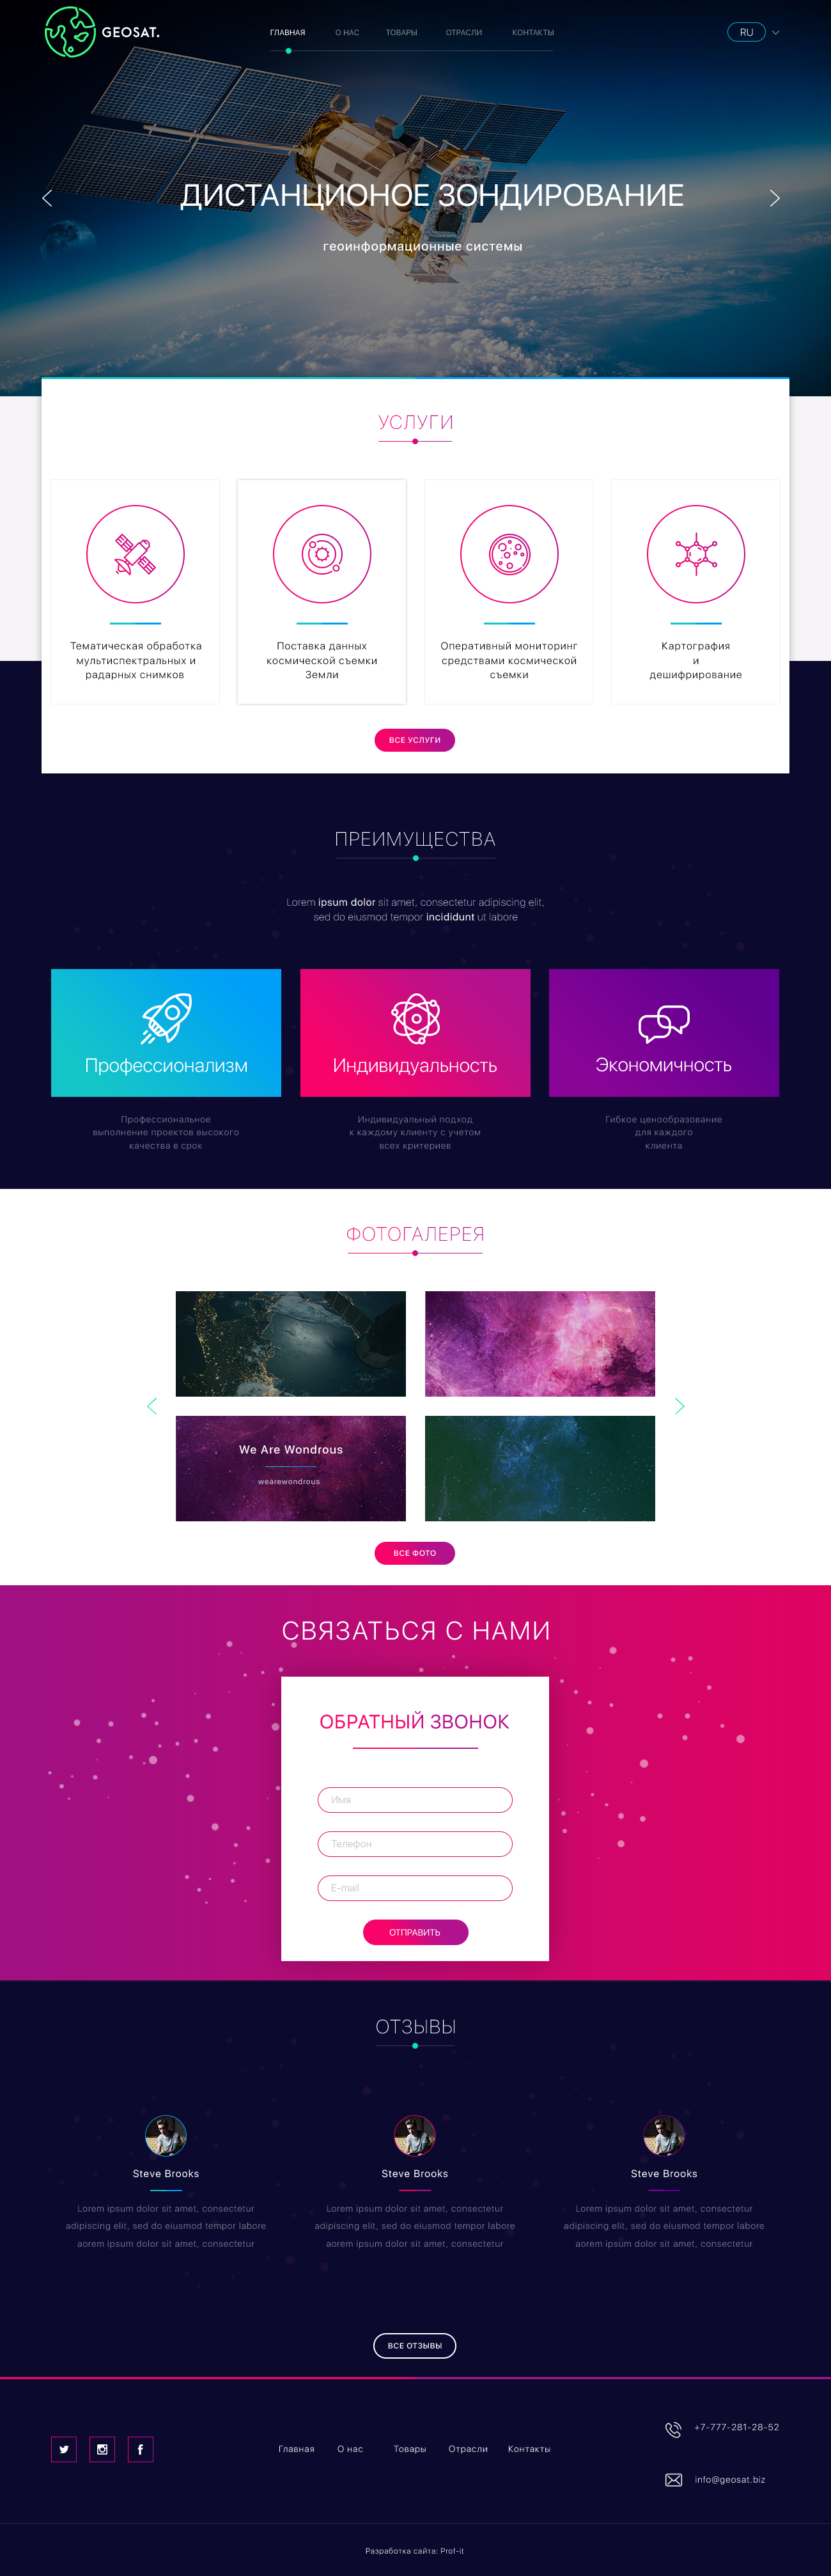 GEOSAT.
ГЛАВНАЯ О НАС ТОВАРЫ ОТРАСЛИ КОНТАКТЫ
RU
ДИСТАНЦИОНОЕ ЗОНДИРОВАНИЕ
геоинформационные системы
УСЛУГИ
Тематическая обработка
мультиспектральных и
радарных снимков
Поставка данных
космической съемки
Земли
Оперативный мониторинг
средствами космической
съемки
Картография
и
дешифрирование
ВСЕ УСЛУГИ
ПРЕИМУЩЕСТВА
Lorem ipsum dolor sit amet, consectetur adipiscing elit,
sed do eiusmod tempor incididunt ut labore
Профессионализм
Профессиональное
выполнение проектов высокого
качества в срок
Индивидуальность
Индивидуальный подход
к каждому клиенту с учетом
всех критериев
Экономичность
Гибкое ценообразование
для каждого
клиента
ФОТОГАЛЕРЕЯ
We Are Wondrous
wearewondrous
ВСЕ ФОТО
СВЯЗАТЬСЯ С НАМИ
ОБРАТНЫЙ ЗВОНОК
Имя
Телефон
E-mail
ОТПРАВИТЬ
ОТЗЫВЫ
Steve Brooks
Lorem ipsum dolor sit amet, consectetur
adipiscing elit, sed do eiusmod tempor labore
aorem ipsum dolor sit amet, consectetur
Steve Brooks
Lorem ipsum dolor sit amet, consectetur
adipiscing elit, sed do eiusmod tempor labore
aorem ipsum dolor sit amet, consectetur
Steve Brooks
Lorem ipsum dolor sit amet, consectetur
adipiscing elit, sed do eiusmod tempor labore
aorem ipsum dolor sit amet, consectetur
ВСЕ ОТЗЫВЫ
Главная О нас Товары Отрасли Контакты
+7-777-281-28-52
info@geosat.biz
Разработка сайта: Prof-it